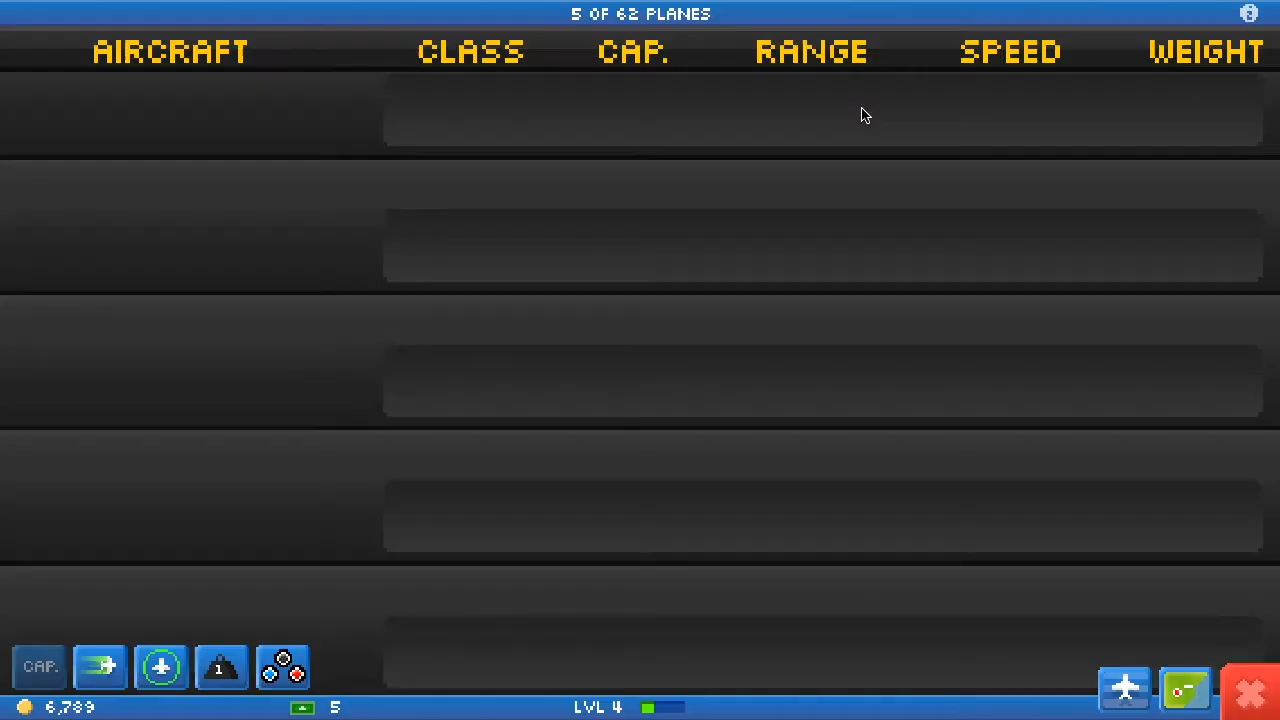 5 OF 62 PLANES
AIRCRAFT CLASS CAP. RANGE SPEED WEIGHT
CAP. 1
6,789 5 LVL 4